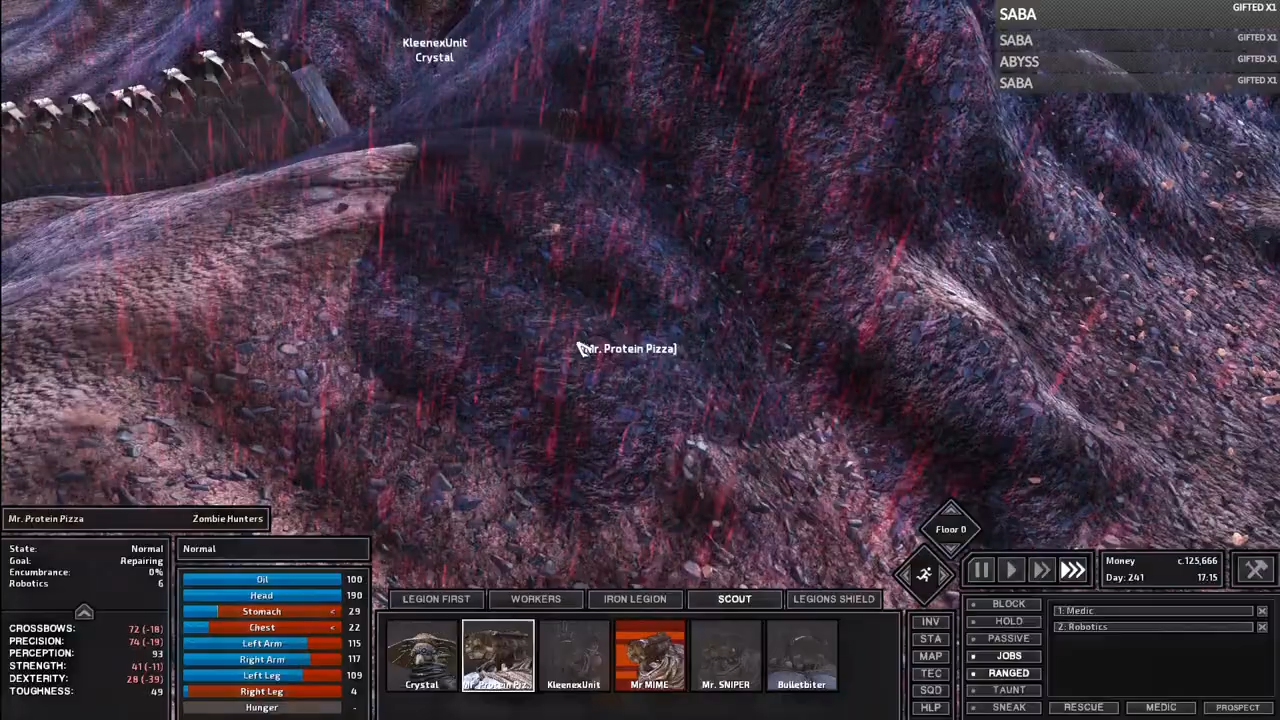 SABA GIFTED X1
SABA GIFTED X1
ABYSS GIFTED X1
SABA GIFTED X1
KleenexUnit
Crystal
Mr. Protein Pizza]
Mr. Protein Pizza Zombie Hunters
State: Normal
Goal: Repairing
Encumbrance: 0%
Robotics 6
CROSSBOWS: 72 (-18)
PRECISION: 74 (-19)
PERCEPTION: 93
STRENGTH: 41 (-11)
DEXTERITY: 28 (-39)
TOUGHNESS: 49
Normal
Oil 100
Head 190
Stomach < 29
Chest < 22
Left Arm 115
Right Arm 117
Left Leg 109
Right Leg 4
Hunger -
LEGION FIRST WORKERS IRON LEGION SCOUT LEGIONS SHIELD
Crystal Mr. Protein Piz. KleenexUnit Mr MIME Mr. SNIPER Bulletbiter
Floor 0
INV
STA
MAP
TEC
SQD
HLP
Money c.125,666
Day: 241 17:15
BLOCK
HOLD
PASSIVE
JOBS
RANGED
TAUNT
SNEAK
1: Medic
2: Robotics
RESCUE MEDIC PROSPECT